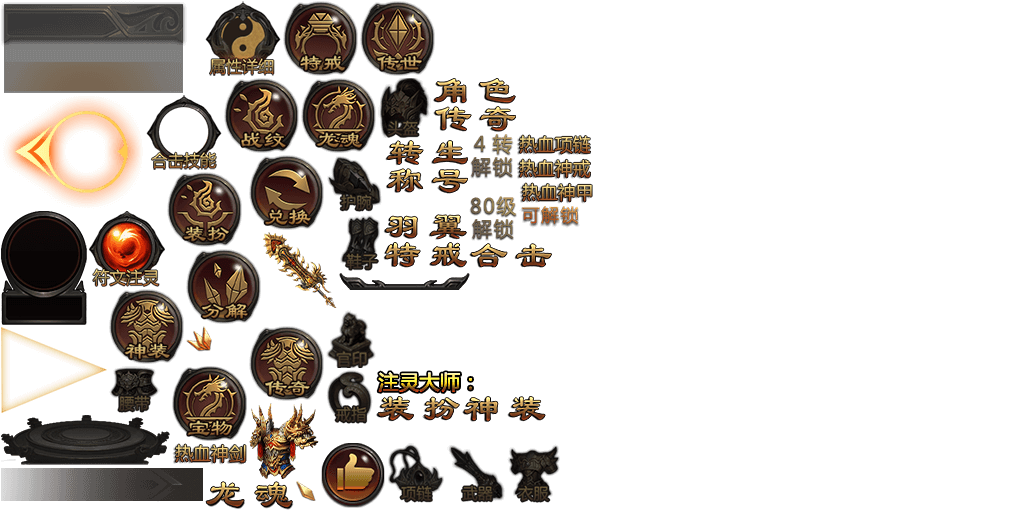 属性详细
特戒
传世
战纹
龙魂
头盔
角色
传奇
合击技能
转生
称号
4转
解锁
热血项链
热血神戒
热血神甲
可解锁
装扮
兑换
护腕
80级
解锁
羽翼
特戒合击
鞋子
符文注灵
分解
神装
传奇
官印
腰带
宝物
戒指
注灵大师：
装扮神装
热血神剑
龙魂
项链
武器
衣服